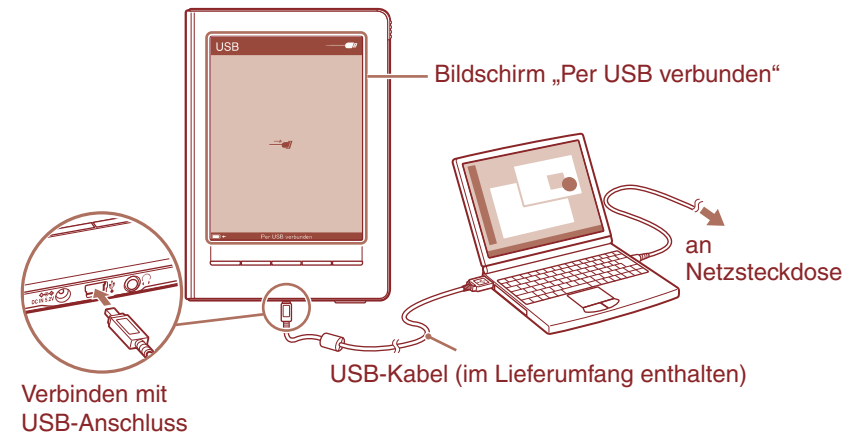 USB
Bildschirm „Per USB verbunden“
Per USB verbunden
an
Netzsteckdose
DC IN 5.2V
USB-Kabel (im Lieferumfang enthalten)
Verbinden mit
USB-Anschluss